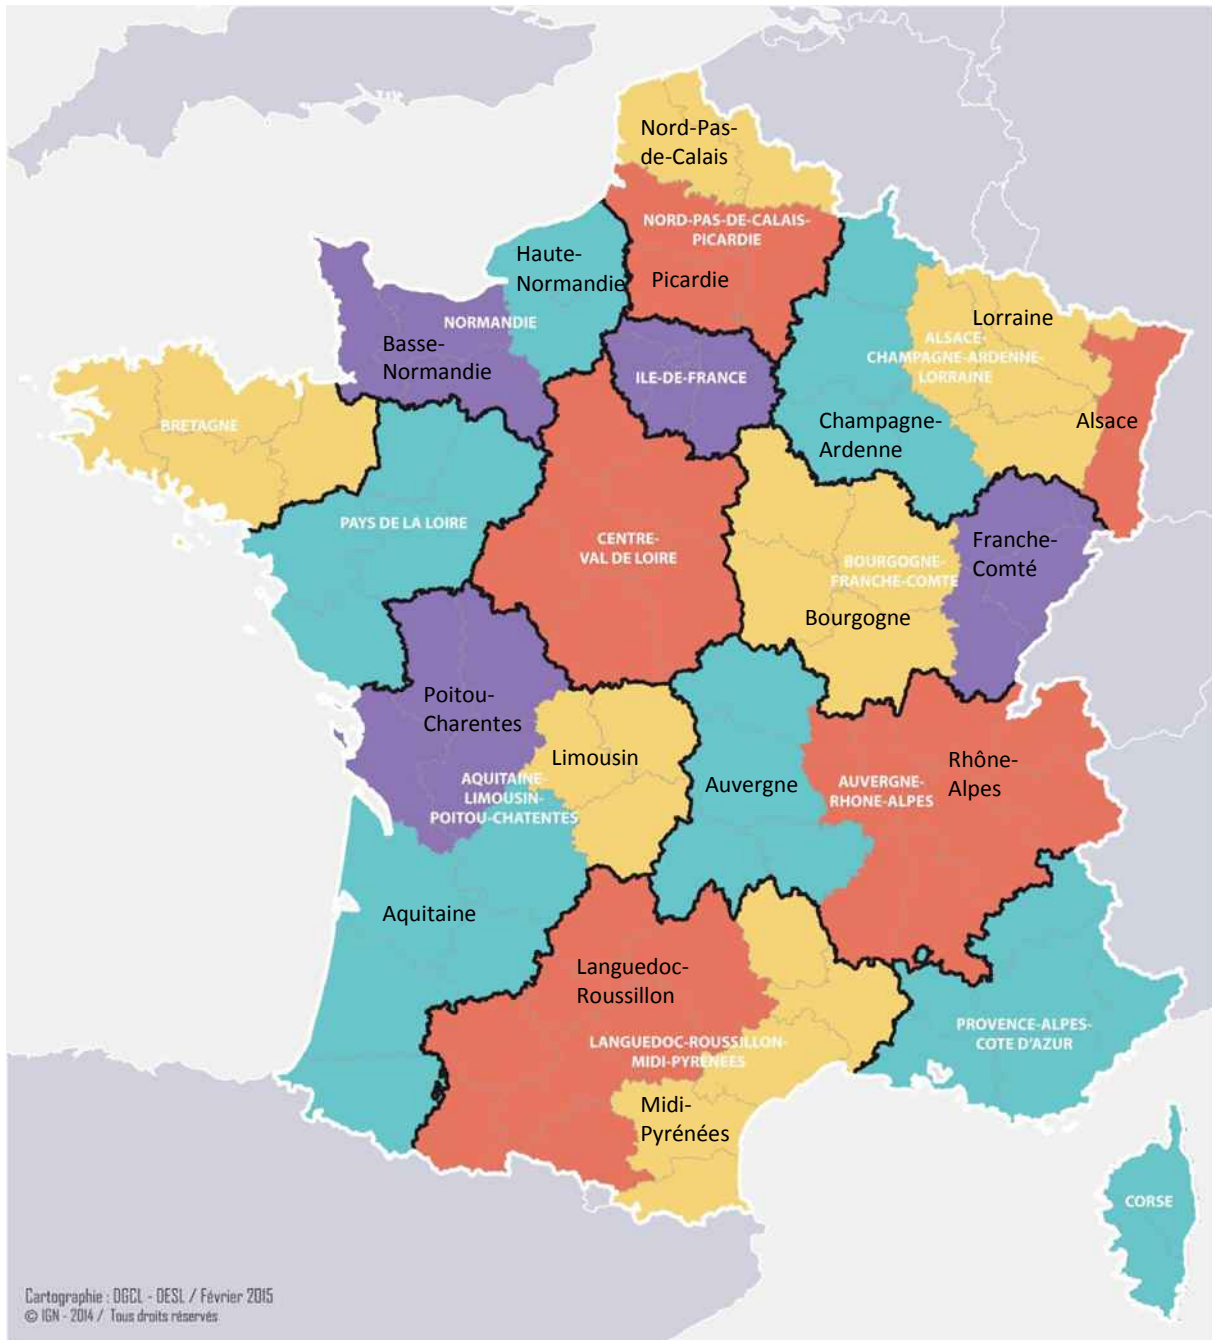 Nord-Pas-
de-Calais
NORD-PAS-DE-CALAIS-
PICARDIE
Picardie
Haute-
Normandie
NORMANDIE
Basse-
Normandie
ILE-DE-FRANCE
Lorraine
ALSACE-
CHAMPAGNE-ARDENNE-
LORRAINE
Champagne-
Ardenne
Alsace
BRETAGNE
PAYS DE LA LOIRE
CENTRE-
VAL DE LOIRE
Franche-
Comté
BOURGOGNE-
FRANCHE-COMTE
Bourgogne
Poitou-
Charentes
Limousin
AQUITAINE-
LIMOUSIN-
POITOU-CHATENTES
Auvergne
AUVERGNE-
RHONE-ALPES
Rhône-
Alpes
Aquitaine
Languedoc-
Roussillon
LANGUEDOC-ROUSSILLON-
MIDI-PYRENEES
Midi-
Pyrénées
PROVENCE-ALPES-
COTE D'AZUR
CORSE
Cartographie : DGCL - DESL / Février 2015
© IGN - 2014 / Tous droits réservés